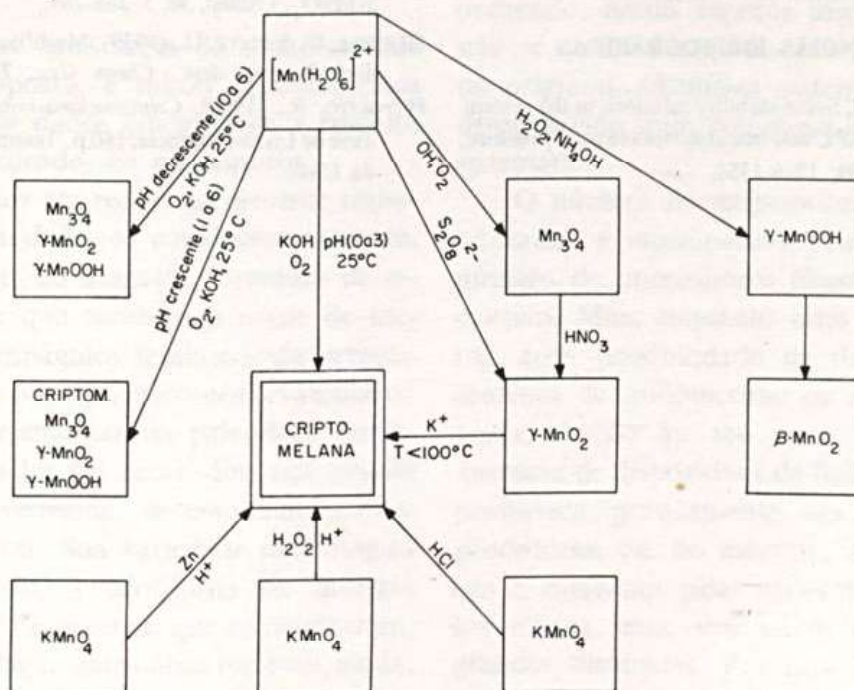 [Mn(H₂O)₆]²⁺
pH decrescente (10 a 6)
O₂, KOH, 25°C
pH crescente (1 a 6)
O₂, KOH, 25°C
KOH pH(0a3)
O₂ 25°C
OH⁻O₂
S₂O₈²⁻
H₂O₂+NH₄OH
Mn₃O₄
γ-MnO₂
γ-MnOOH
Mn₃O₄
γ-MnOOH
HNO₃
CRIPTOM.
Mn₃O₄
γ-MnO₂
γ-MnOOH
CRIPTO-
MELANA
K⁺
T<100°C
γ-MnO₂
β-MnO₂
Zn
H⁺
H₂O₂ H⁺
HCl
KMnO₄
KMnO₄
KMnO₄